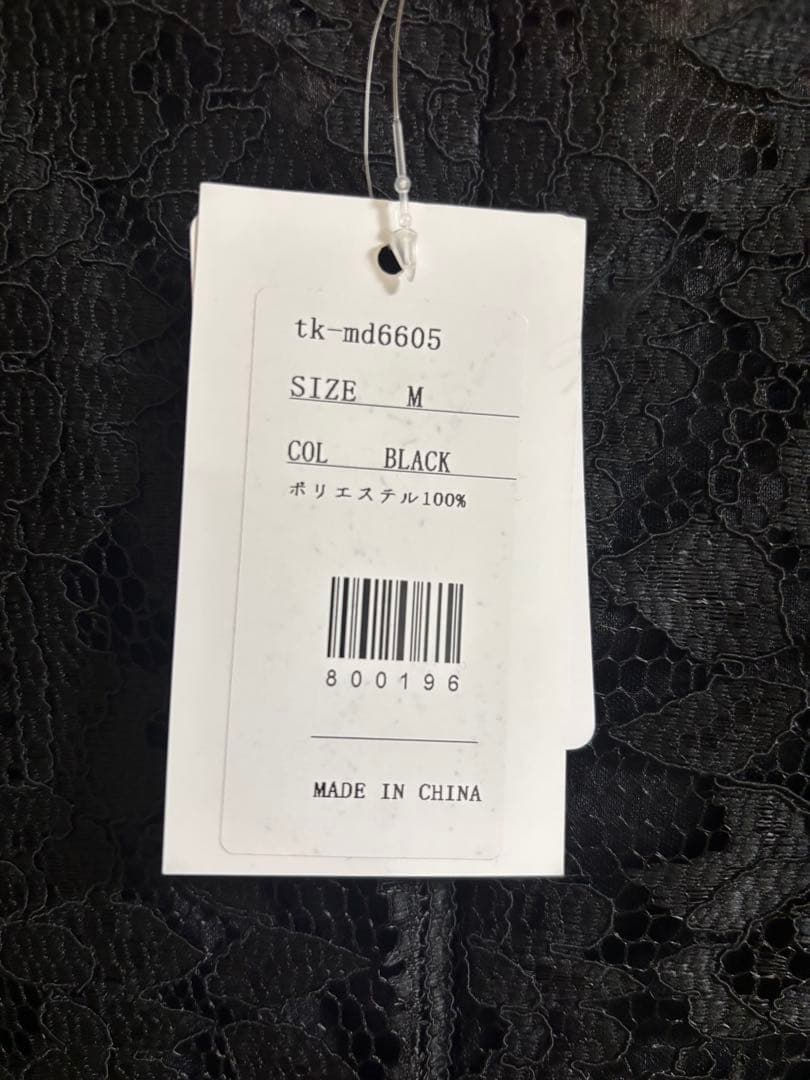 tk-md6605
SIZE M
COL BLACK
ポリエステル100%
800196
MADE IN CHINA